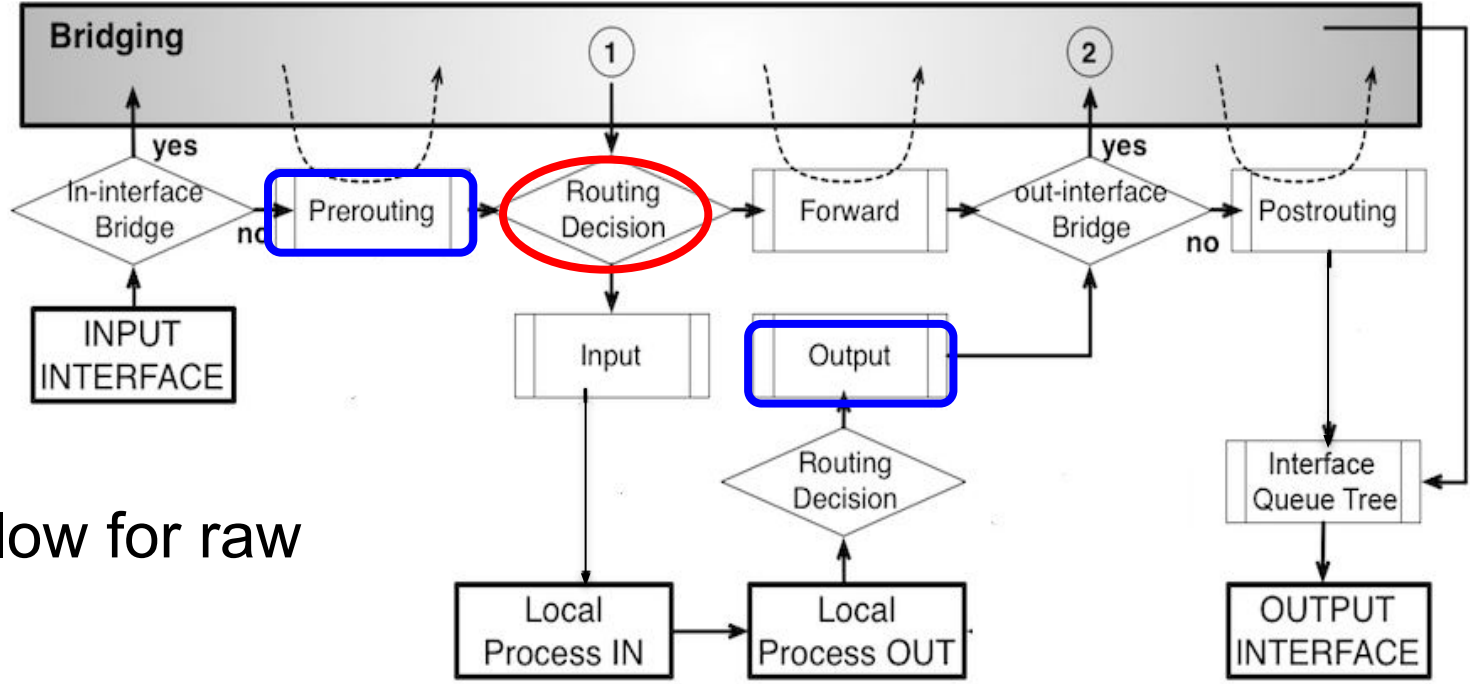 Bridging
1
2
yes
yes
In-interface
Bridge
no
Prerouting
Routing
Decision
Forward
out-interface
Bridge
no
Postrouting
INPUT
INTERFACE
Input
Output
Routing
Decision
Interface
Queue Tree
low for raw
Local
Process IN
Local
Process OUT
OUTPUT
INTERFACE